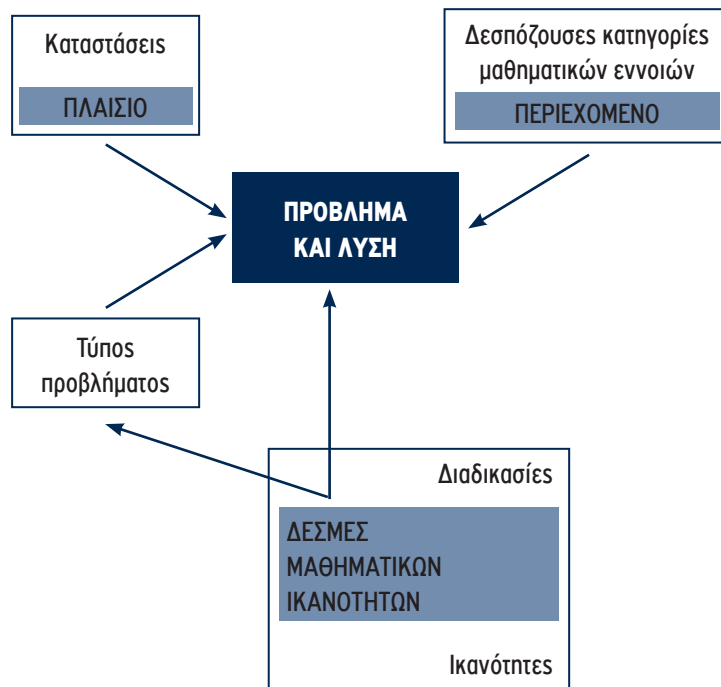 Καταστάσεις
ΠΛΑΙΣΙΟ
Δεσπόζουσες κατηγορίες
μαθηματικών εννοιών
ΠΕΡΙΕΧΟΜΕΝΟ
ΠΡΟΒΛΗΜΑ
ΚΑΙ ΛΥΣΗ
Τύπος
προβλήματος
Διαδικασίες
ΔΕΣΜΕΣ
ΜΑΘΗΜΑΤΙΚΩΝ
ΙΚΑΝΟΤΗΤΩΝ
Ικανότητες